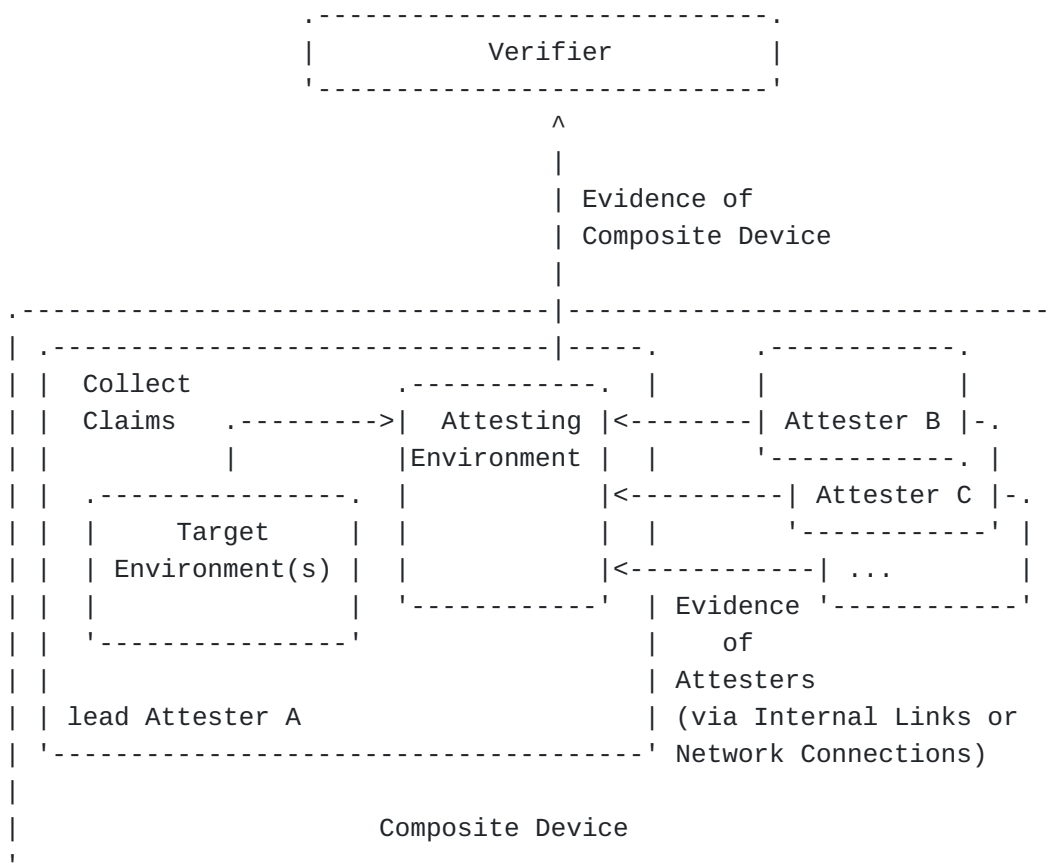 Verifier
Evidence of
Composite Device
Collect
Claims
Attesting
Environment
Attester B
Attester C
Target
Environment(s)
...
Evidence
of
Attesters
(via Internal Links or
Network Connections)
lead Attester A
Composite Device